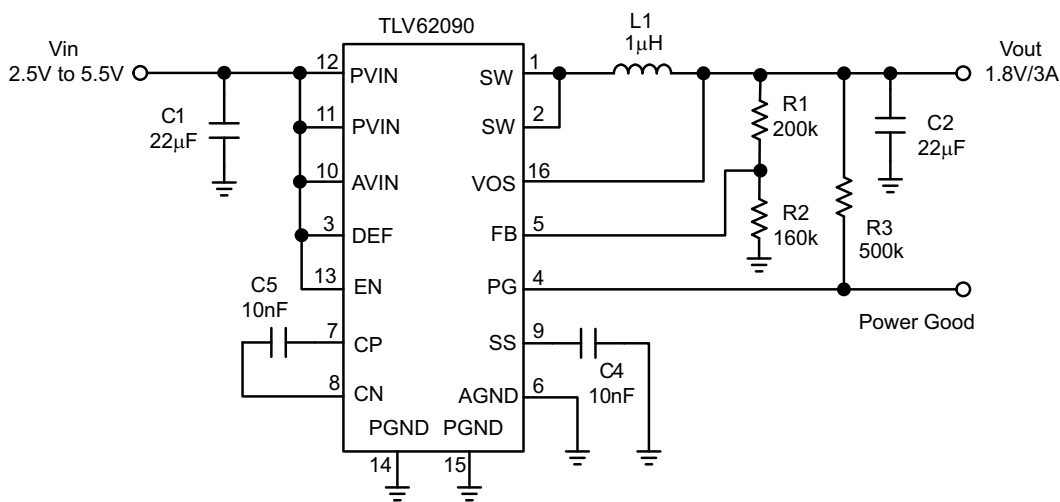 TLV62090
Vin
2.5V to 5.5V
C1
22μF
12
PVIN
11
PVIN
10
AVIN
3
DEF
13
EN
C5
10nF
7
CP
8
CN
PGND
PGND
14
15
1
SW
2
SW
16
VOS
5
FB
4
PG
9
SS
6
AGND
C4
10nF
L1
1μH
R1
200k
R2
160k
R3
500k
C2
22μF
Vout
1.8V/3A
Power Good